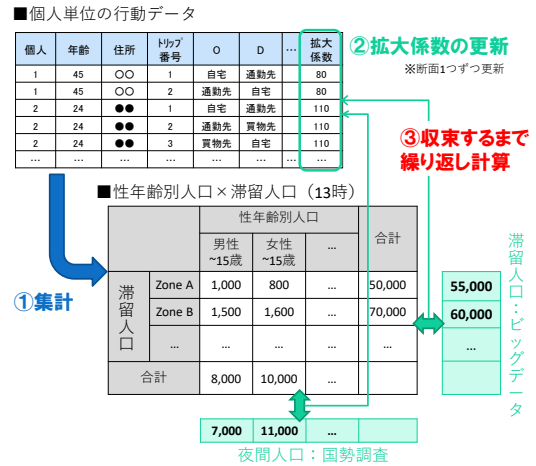 ■個人単位の行動データ
個人 年齢 住所 トリップ番号 O D … 拡大係数
1 45 〇〇 1 自宅 通勤先 80
1 45 〇〇 2 通勤先 自宅 80
2 24 ●● 1 自宅 通勤先 110
2 24 ●● 2 通勤先 買物先 110
2 24 ●● 3 買物先 自宅 110
… … … … … … …
②拡大係数の更新
※断面1つずつ更新
③収束するまで
繰り返し計算
①集計
■性年齢別人口×滞留人口（13時）
性年齢別人口 合計
男性~15歳 女性~15歳 …
滞留人口
Zone A 1,000 800 … 50,000
Zone B 1,500 1,600 … 70,000
… … … … …
合計 8,000 10,000 …
55,000
60,000
…
滞留人口：ビッグデータ
7,000 11,000 …
夜間人口：国勢調査